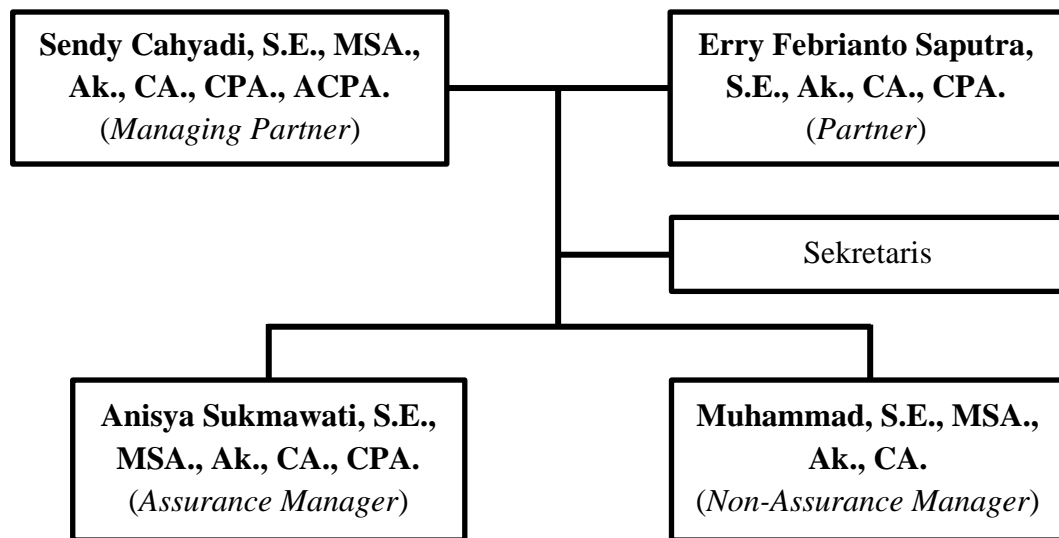 Sendy Cahyadi, S.E., MSA.,
Ak., CA., CPA., ACPA.
(Managing Partner)
Erry Febrianto Saputra,
S.E., Ak., CA., CPA.
(Partner)
Sekretaris
Anisya Sukmawati, S.E.,
MSA., Ak., CA., CPA.
(Assurance Manager)
Muhammad, S.E., MSA.,
Ak., CA.
(Non-Assurance Manager)